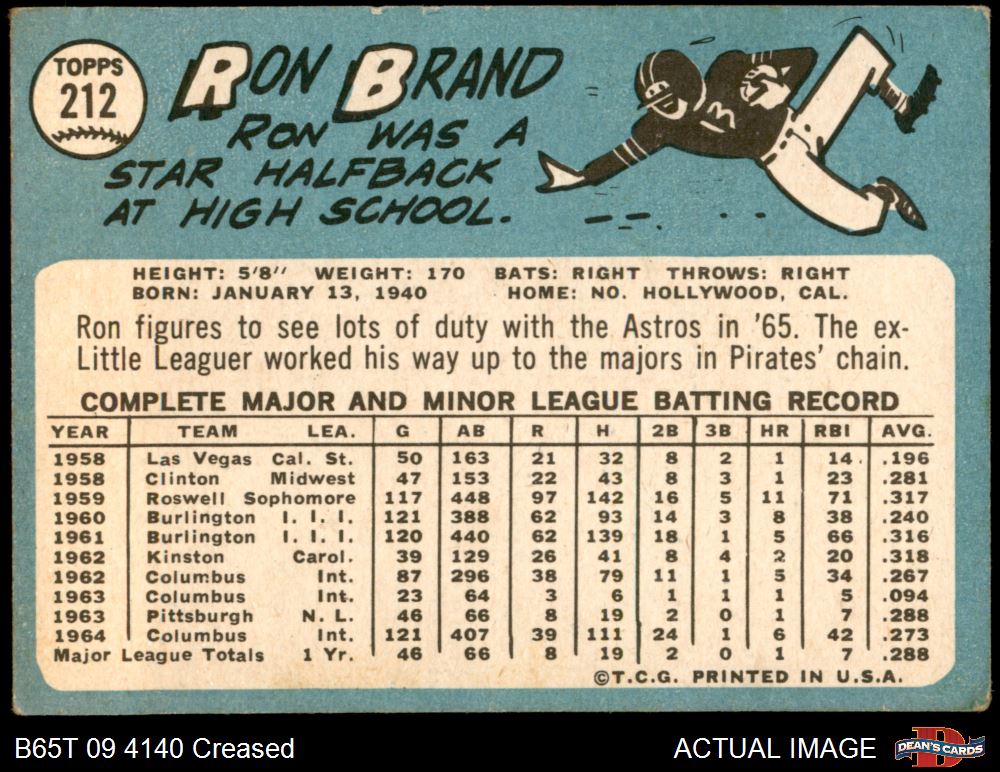 TOPPS
212
RON BRAND
RON WAS A
STAR HALFBACK
AT HIGH SCHOOL.
HEIGHT: 5'8" WEIGHT: 170 BATS: RIGHT THROWS: RIGHT
BORN: JANUARY 13, 1940 HOME: NO. HOLLYWOOD, CAL.
Ron figures to see lots of duty with the Astros in '65. The ex-
Little Leaguer worked his way up to the majors in Pirates' chain.
COMPLETE MAJOR AND MINOR LEAGUE BATTING RECORD
YEAR TEAM LEA. G AB R H 2B 3B HR RBI AVG.
1958 Las Vegas Cal. St. 50 163 21 32 8 2 1 14 .196
1958 Clinton Midwest 47 153 22 43 8 3 1 23 .281
1959 Roswell Sophomore 117 448 97 142 16 5 11 71 .317
1960 Burlington I. I. I. 121 388 62 93 14 3 8 38 .240
1961 Burlington I. I. I. 120 440 62 139 18 1 5 66 .316
1962 Kinston Carol. 39 129 26 41 8 4 2 20 .318
1962 Columbus Int. 87 296 38 79 11 1 5 34 .267
1963 Columbus Int. 23 64 3 6 1 1 1 5 .094
1963 Pittsburgh N. L. 46 66 8 19 2 0 1 7 .288
1964 Columbus Int. 121 407 39 111 24 1 6 42 .273
Major League Totals 1 Yr. 46 66 8 19 2 0 1 7 .288
©T.C.G. PRINTED IN U.S.A.
B65T 09 4140 Creased
ACTUAL IMAGE
DEAN'S CARDS